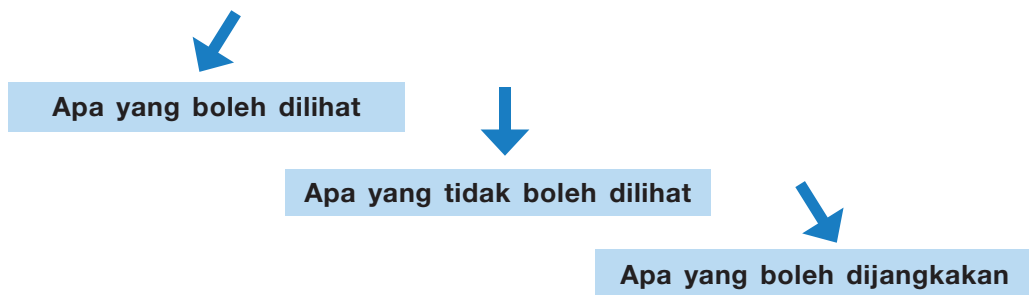 Apa yang boleh dilihat
Apa yang tidak boleh dilihat
Apa yang boleh dijangkakan